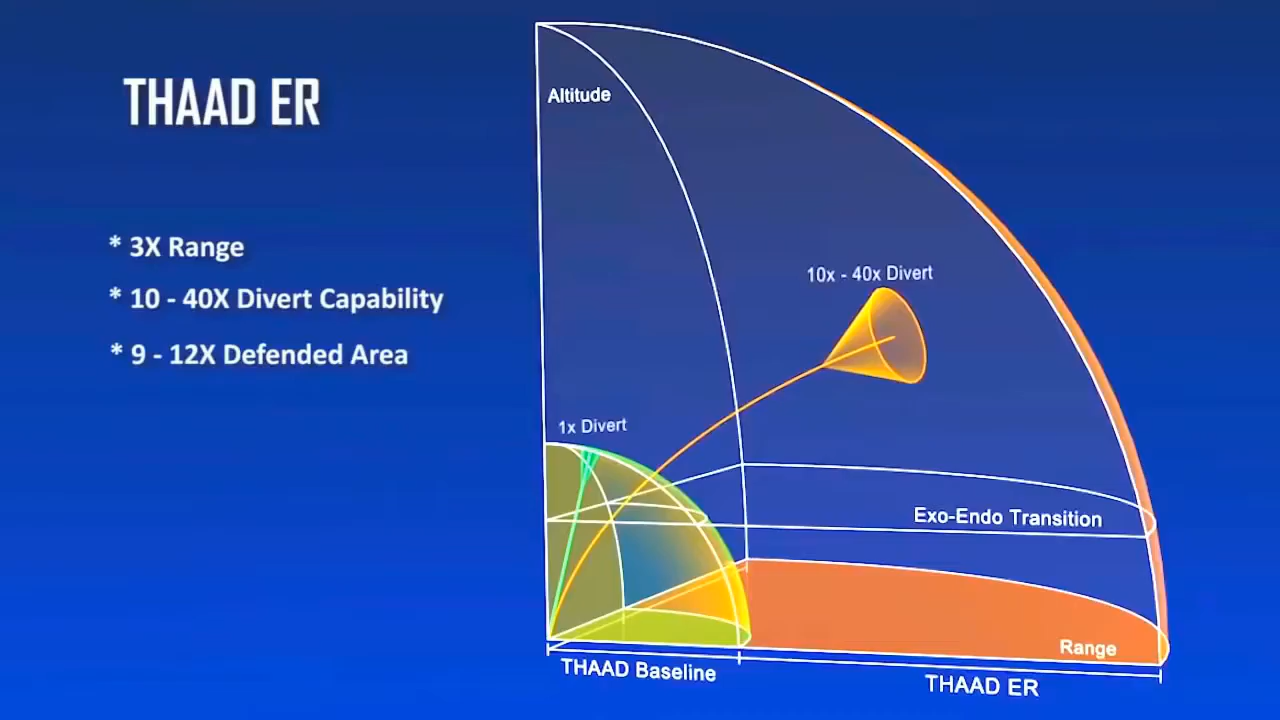 THAAD ER
* 3X Range
* 10 - 40X Divert Capability
* 9 - 12X Defended Area
Altitude
10x - 40x Divert
1x Divert
Exo-Endo Transition
Range
THAAD Baseline
THAAD ER